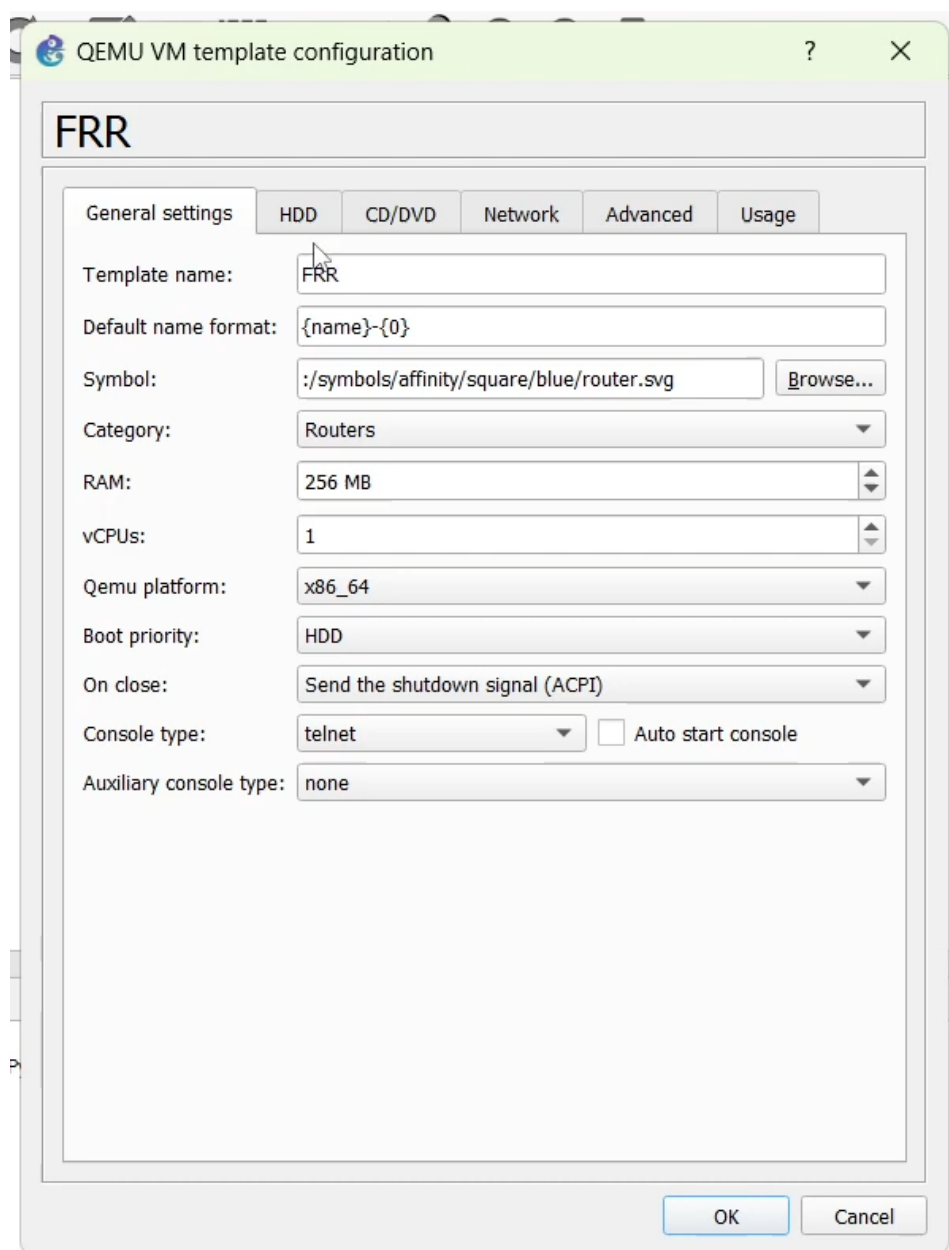 QEMU VM template configuration ?
FRR
General settings HDD CD/DVD Network Advanced Usage
Template name: FRR
Default name format: {name}-{0}
Symbol: :/symbols/affinity/square/blue/router.svg Browse...
Category: Routers
RAM: 256 MB
vCPUs: 1
Qemu platform: x86_64
Boot priority: HDD
On close: Send the shutdown signal (ACPI)
Console type: telnet Auto start console
Auxiliary console type: none
OK Cancel